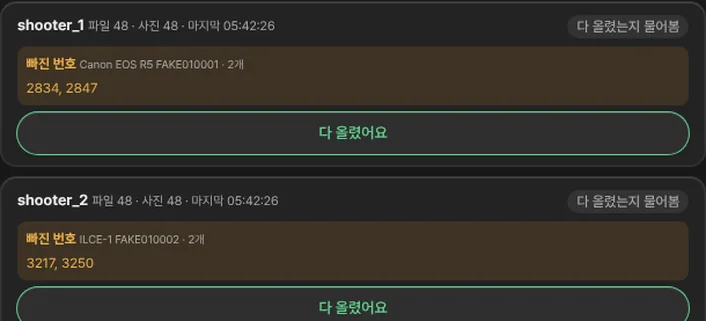 shooter_1 파일 48 · 사진 48 · 마지막 05:42:26 다 올렸는지 물어봄
빠진 번호 Canon EOS R5 FAKE010001 · 2개
2834, 2847
다 올렸어요
shooter_2 파일 48 · 사진 48 · 마지막 05:42:26 다 올렸는지 물어봄
빠진 번호 ILCE-1 FAKE010002 · 2개
3217, 3250
다 올렸어요